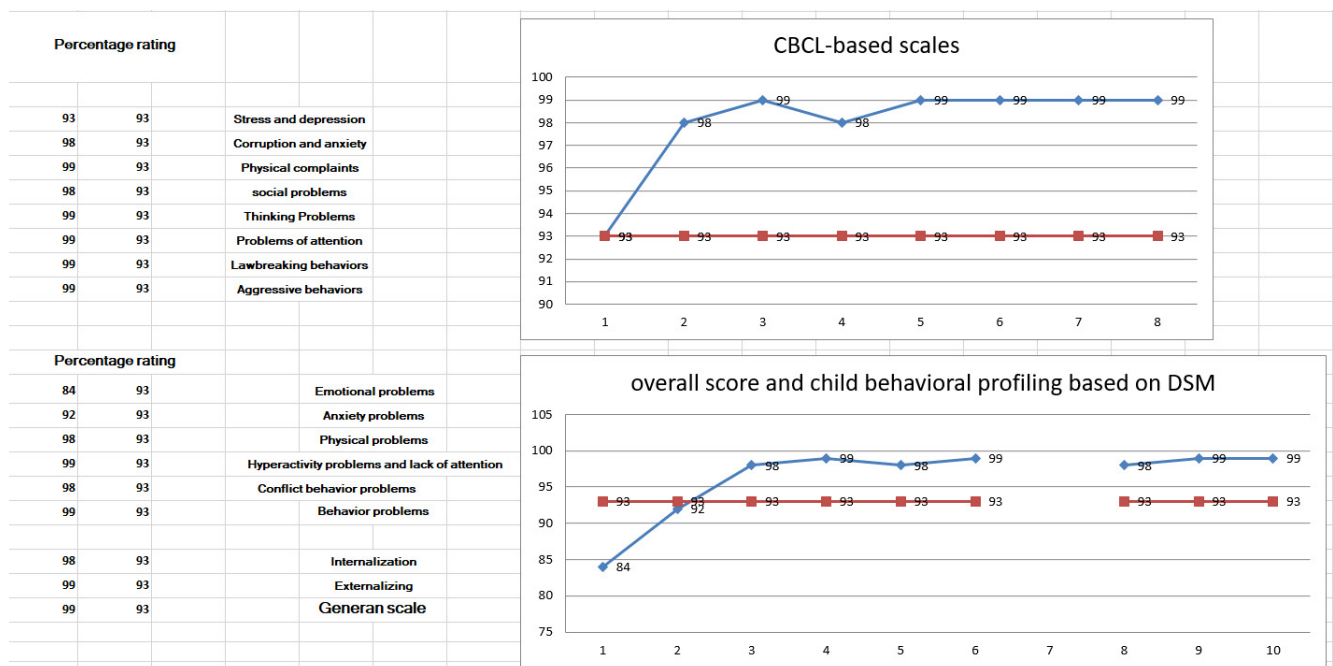 Percentage rating
93 93 Stress and depression
98 93 Corruption and anxiety
99 93 Physical complaints
98 93 social problems
99 93 Thinking Problems
99 93 Problems of attention
99 93 Lawbreaking behaviors
99 93 Aggressive behaviors
CBCL-based scales
100
99
98
97
96
95
94
93
92
91
90
93 98 99 98 99 99 99 99
93 93 93 93 93 93 93 93
1 2 3 4 5 6 7 8
Percentage rating
84 93 Emotional problems
92 93 Anxiety problems
98 93 Physical problems
99 93 Hyperactivity problems and lack of attention
98 93 Conflict behavior problems
99 93 Behavior problems
98 93 Internalization
99 93 Externalizing
99 93 Generan scale
overall score and child behavioral profiling based on DSM
105
100
95
90
85
80
75
84 92 98 99 98 99 98 99 99
93 93 93 93 93 93 93 93 93
1 2 3 4 5 6 7 8 9 10